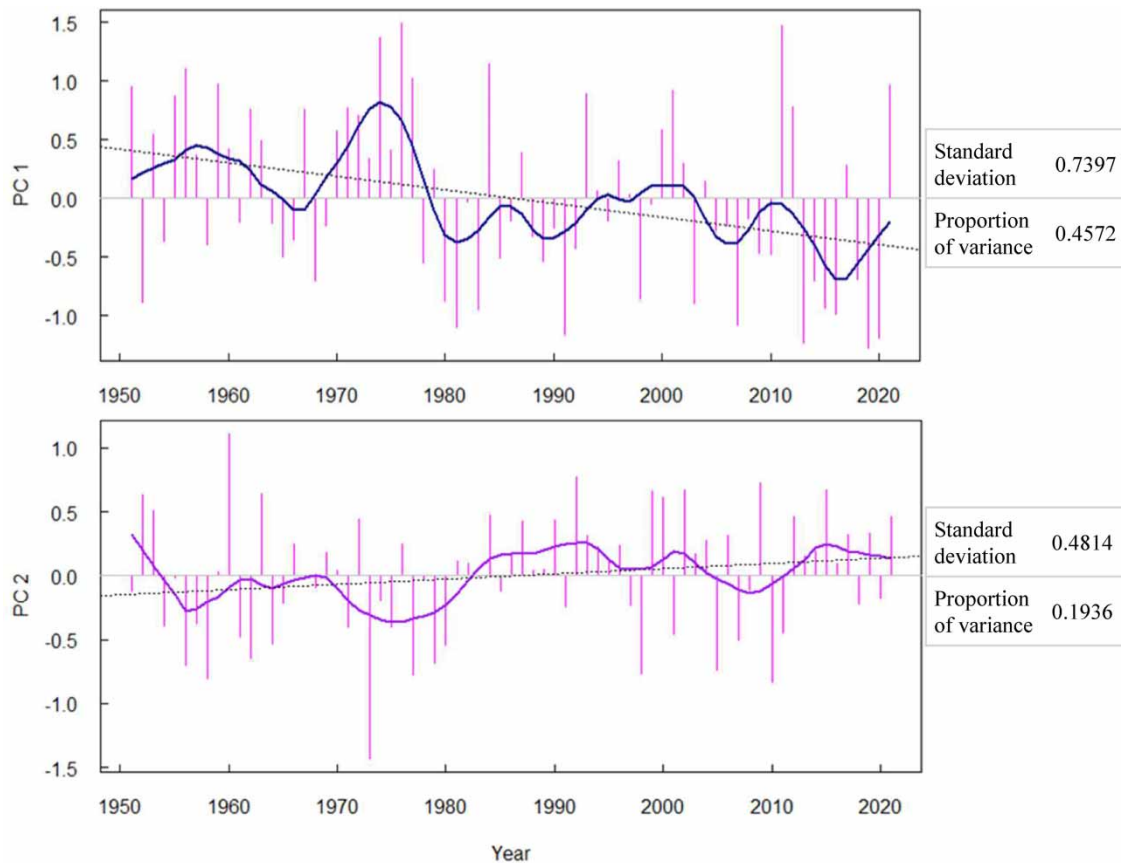 1.5
1.0
0.5
0.0
-0.5
-1.0
PC 1
1950 1960 1970 1980 1990 2000 2010 2020
Standard
deviation 0.7397
Proportion
of variance 0.4572
1.0
0.5
0.0
-0.5
-1.0
-1.5
PC 2
1950 1960 1970 1980 1990 2000 2010 2020
Year
Standard
deviation 0.4814
Proportion
of variance 0.1936